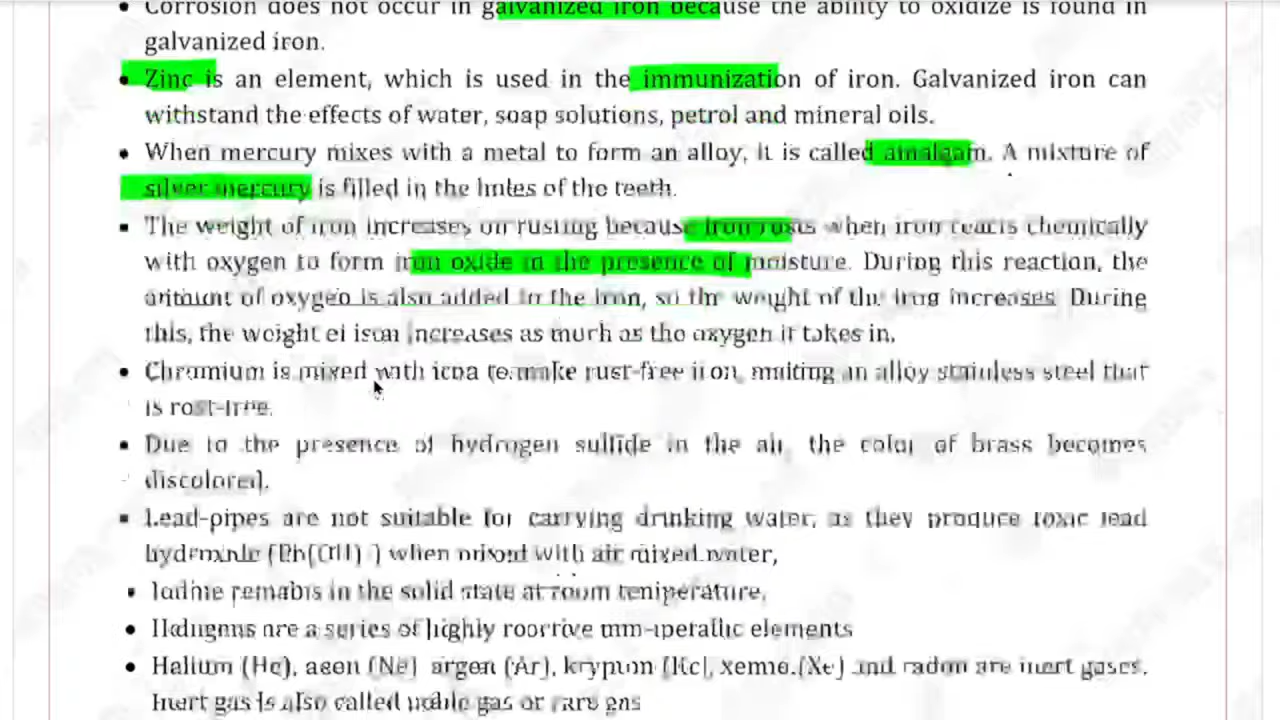 Corrosion does not occur in galvanized iron because the ability to oxidize is found in
galvanized iron.
Zinc is an element, which is used in the immunization of iron. Galvanized iron can
withstand the effects of water, soap solutions, petrol and mineral oils.
When mercury mixes with a metal to form an alloy, it is called amalgam. A mixture of
silver mercury is filled in the holes of the teeth.
The weight of iron increases on rusting because iron rusts when iron reacts chemically
with oxygen to form iron oxide in the presence of moisture. During this reaction, the
amount of oxygen is also added to the iron, so the weight of the iron increases. During
this, the weight of iron increases as much as the oxygen it takes in.
Chromium is mixed with iron to make rust-free iron, making an alloy stainless steel that
is rust-free.
Due to the presence of hydrogen sulfide in the air, the color of brass becomes
discolored.
Lead-pipes are not suitable for carrying drinking water, as they produce toxic lead
when mixed with air mixed water,
Iodine remains in the solid state at room temperature.
Halogens are a series of highly reactive non-metallic elements
(Ne) argon (Ar), krypton and radon are inert gases.
Inert gas is also called noble gas or rare gas